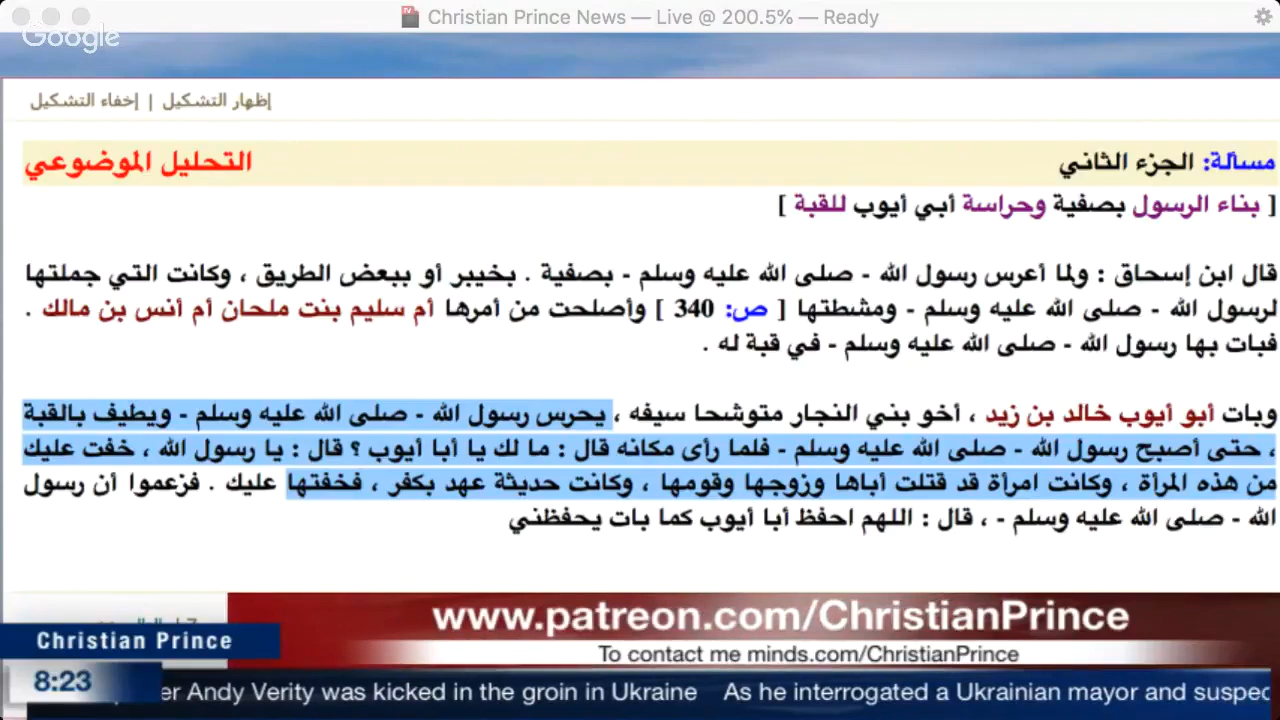 Christian Prince News — Live @ 200.5% — Ready
Google
إظهار التشكيل | إخفاء التشكيل
مسألة: الجزء الثاني التحليل الموضوعي
[ بناء الرسول بصفية وحراسة أبي أيوب للقبة ]
قال ابن إسحاق : ولما أعرس رسول الله - صلى الله عليه وسلم - بصفية . بخيبر أو ببعض الطريق ، وكانت التي جملتها
لرسول الله - صلى الله عليه وسلم - ومشطتها [ ص: 340 ] وأصلحت من أمرها أم سليم بنت ملحان أم أنس بن مالك .
فبات بها رسول الله - صلى الله عليه وسلم - في قبة له .
وبات أبو أيوب خالد بن زيد ، أخو بني النجار متوشحا سيفه ، يحرس رسول الله - صلى الله عليه وسلم - ويطيف بالقبة
، حتى أصبح رسول الله - صلى الله عليه وسلم - فلما رأى مكانه قال : ما لك يا أبا أيوب ؟ قال : يا رسول الله ، خفت عليك
من هذه المرأة ، وكانت امرأة قد قتلت أباها وزوجها وقومها ، وكانت حديثة عهد بكفر ، فخفتها عليك . فزعموا أن رسول
الله - صلى الله عليه وسلم - ، قال : اللهم احفظ أبا أيوب كما بات يحفظني
www.patreon.com/ChristianPrince
Christian Prince
To contact me minds.com/ChristianPrince
8:23
er Andy Verity was kicked in the groin in Ukraine As he interrogated a Ukrainian mayor and suspec